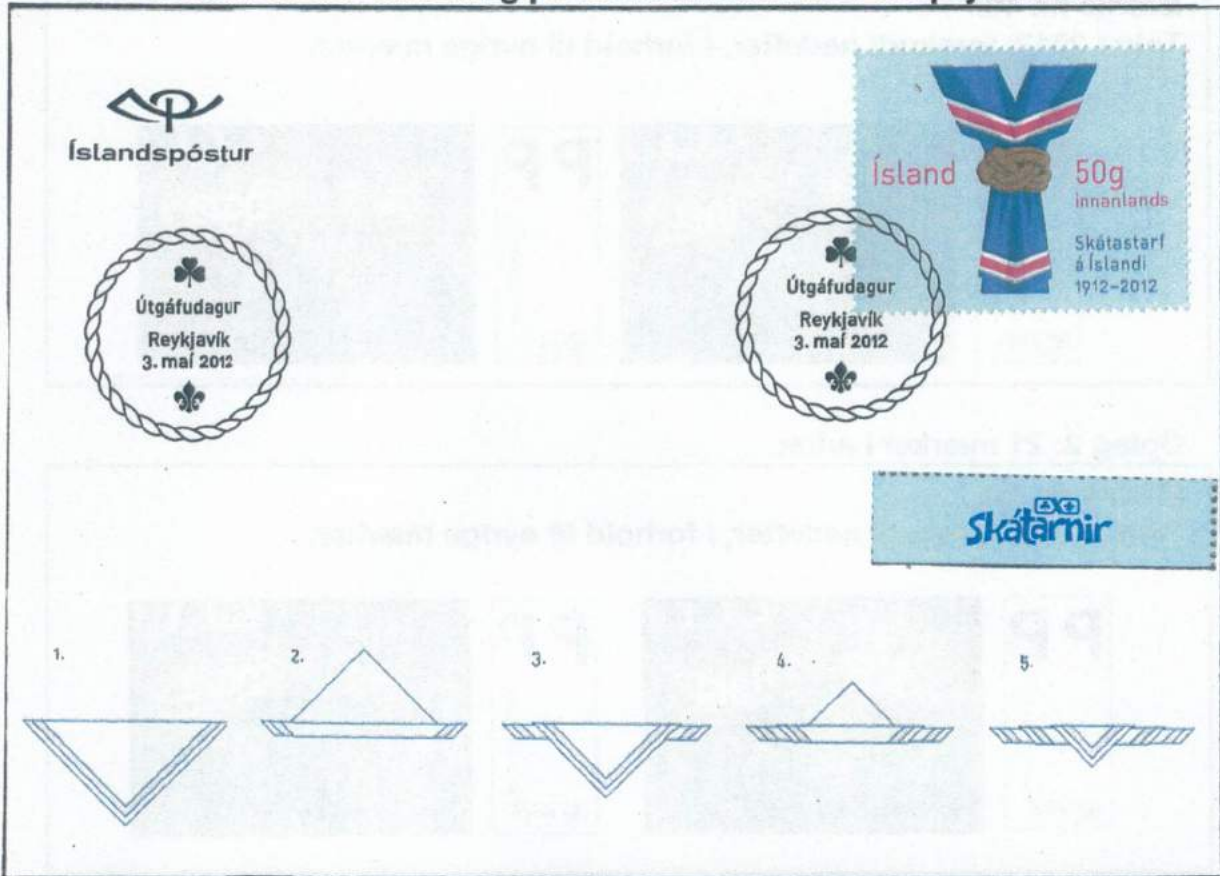 Íslandspóstur
Ísland
50g
innanlands
Skátastarf
á Íslandi
1912–2012
Útgáfudagur
Reykjavík
3. maí 2012
Útgáfudagur
Reykjavík
3. maí 2012
Skátarnir
1.
2.
3.
4.
5.